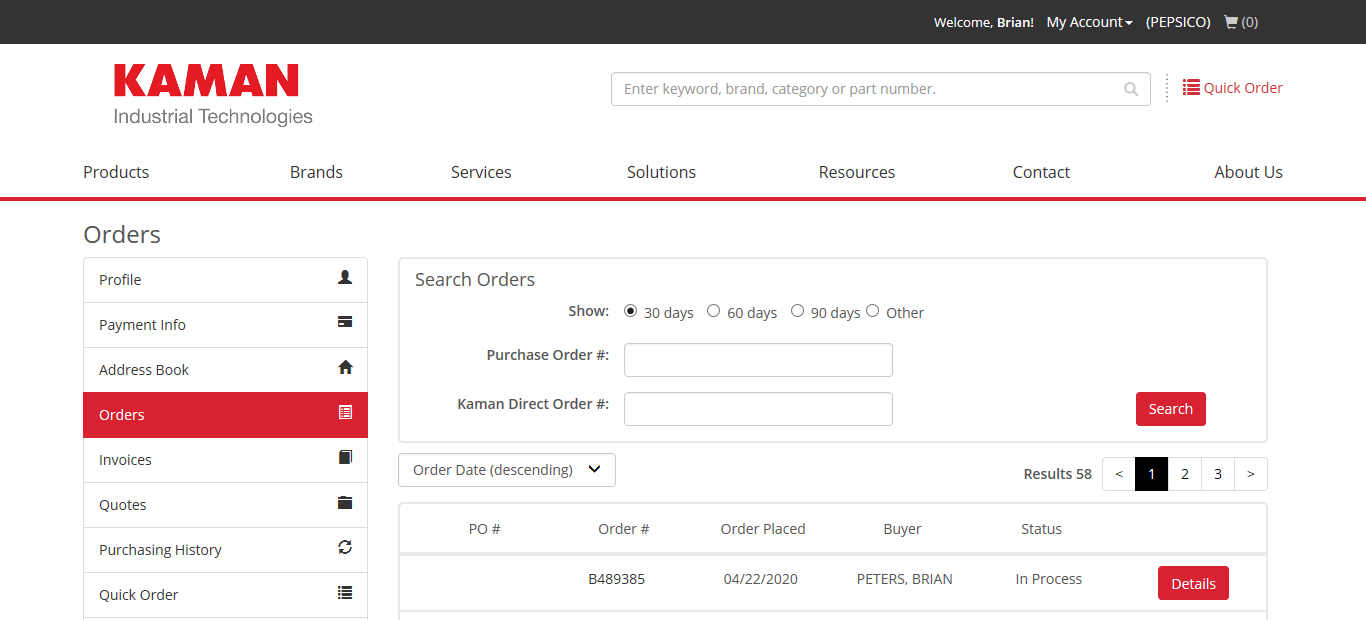 Welcome, Brian! My Account (PEPSICO) (0)
KAMAN
Industrial Technologies
Enter keyword, brand, category or part number.
Quick Order
Products Brands Services Solutions Resources Contact About Us
Orders
Profile
Payment Info
Address Book
Orders
Invoices
Quotes
Purchasing History
Quick Order
Search Orders
Show: 30 days 60 days 90 days Other
Purchase Order #:
Kaman Direct Order #:
Search
Order Date (descending)
Results 58 < 1 2 3 >
PO # Order # Order Placed Buyer Status
B489385 04/22/2020 PETERS, BRIAN In Process Details